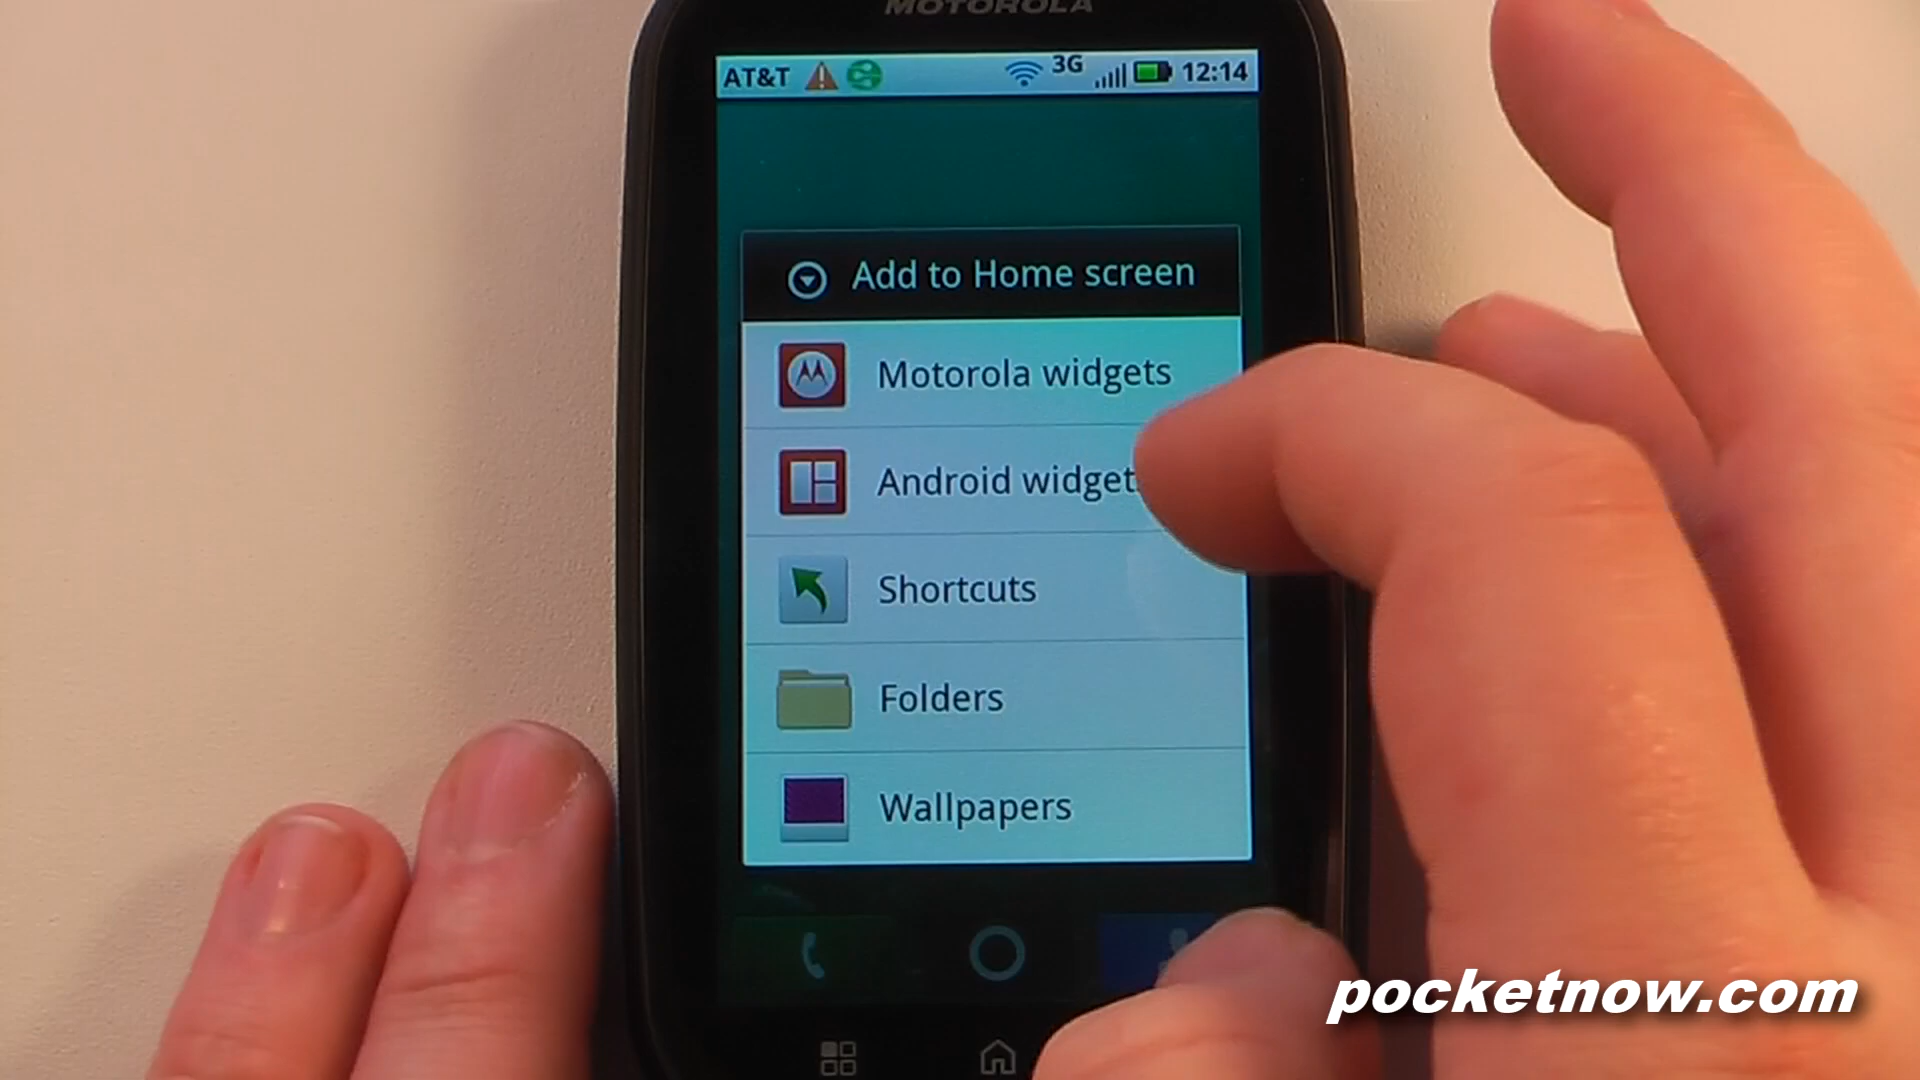 MOTOROLA
AT&T 3G 12:14
Add to Home screen
Motorola widgets
Android widget
Shortcuts
Folders
Wallpapers
pocketnow.com